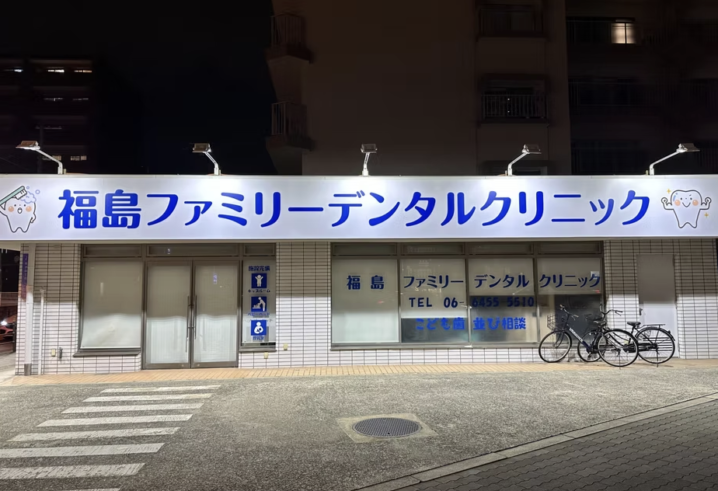 福島ファミリーデンタルクリニック
福島 ファミリー デンタル クリニック
TEL 06-6455-5610
こども歯並び相談